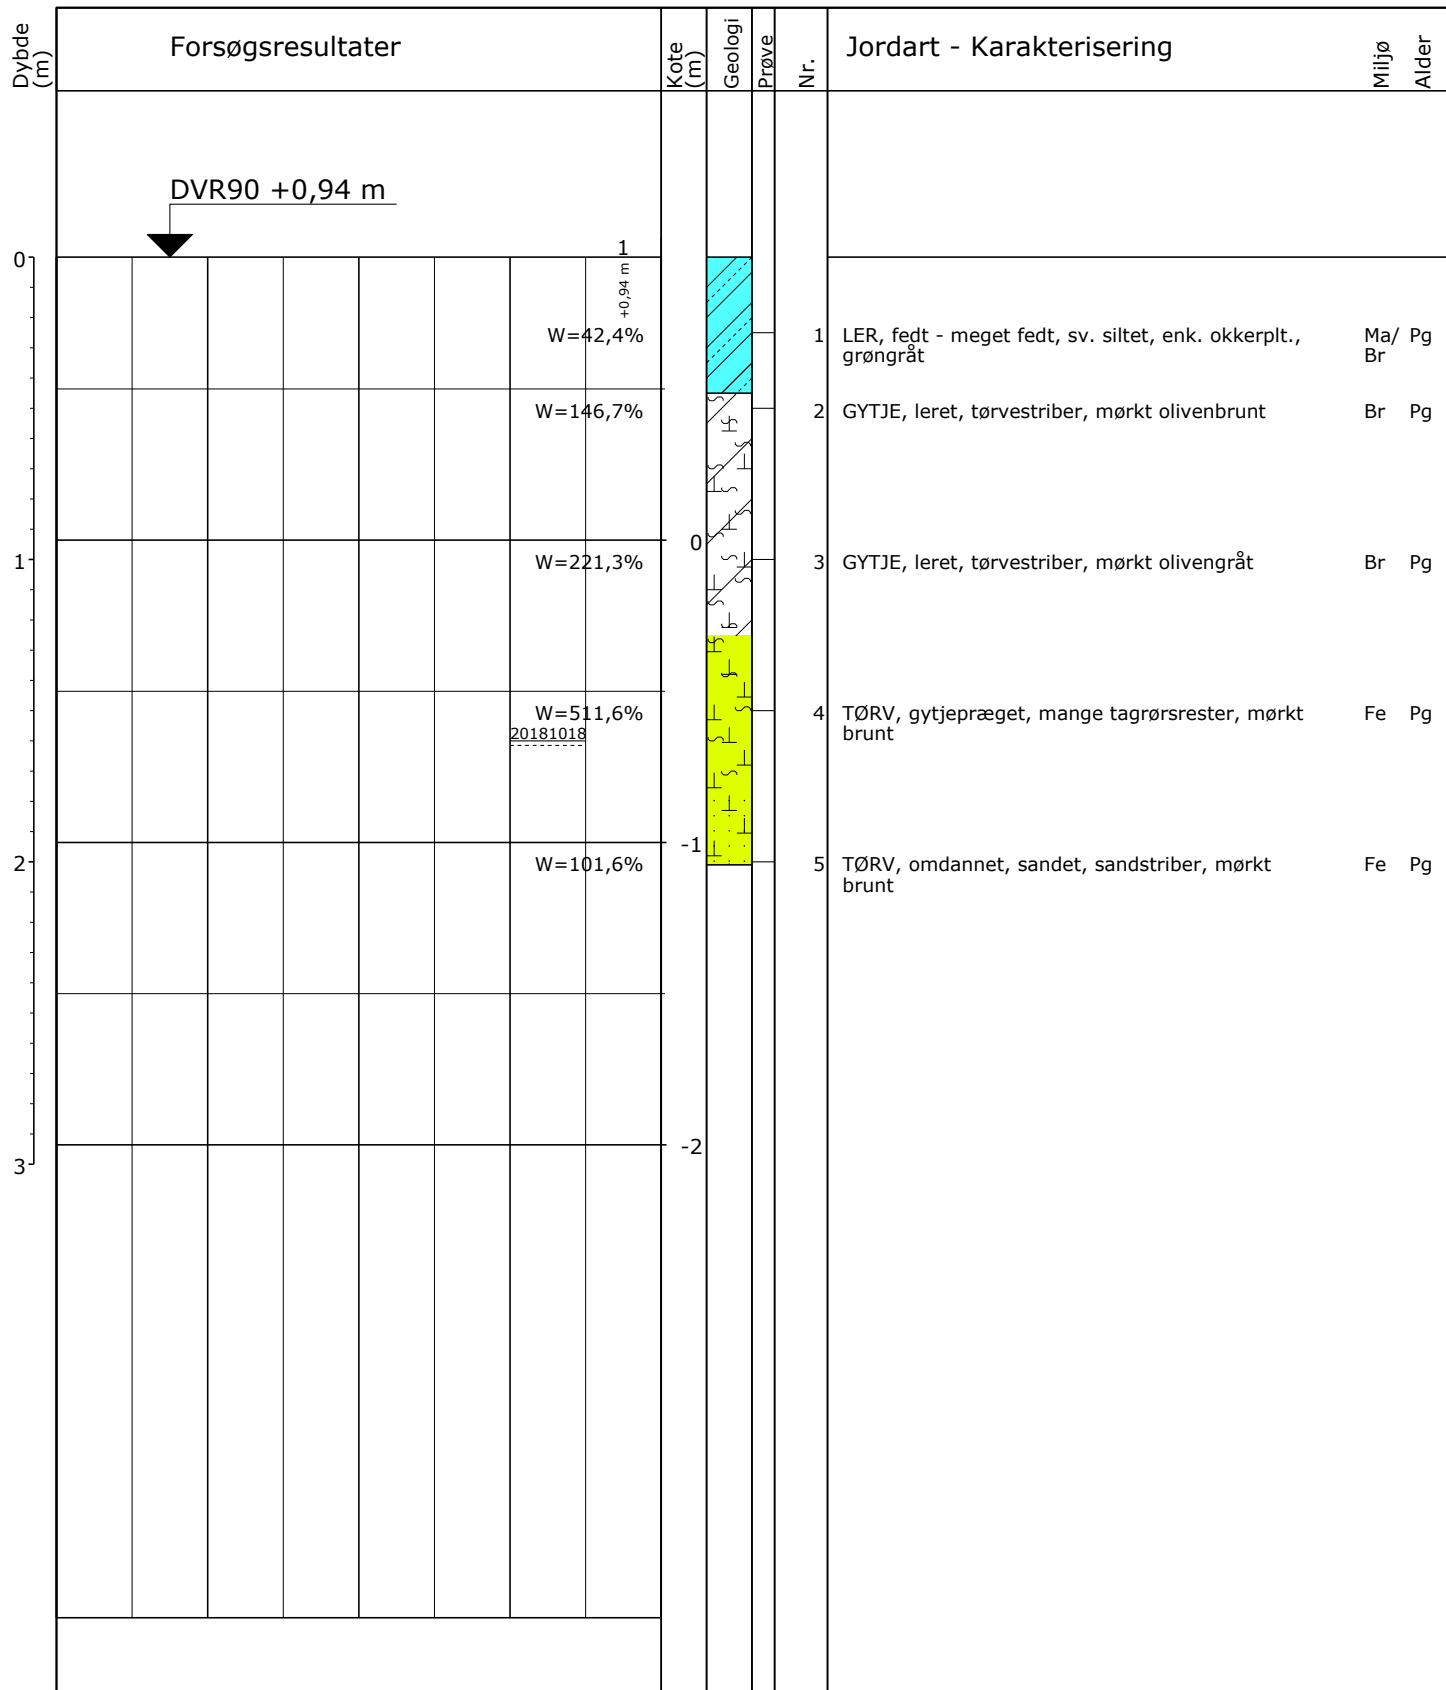 Dybde
(m)
Forsøgsresultater
Kote
(m)
Geologi
Prøve
Nr.
Jordart - Karakterisering
Miljø
Alder
DVR90 +0,94 m
1
+0,94 m
0
W=42,4%
1
LER, fedt - meget fedt, sv. siltet, enk. okkerplt.,
grøngråt
Ma/
Br
Pg
W=146,7%
2
GYTJE, leret, tørvestriber, mørkt olivenbrunt
Br
Pg
0
1
W=221,3%
3
GYTJE, leret, tørvestriber, mørkt olivengråt
Br
Pg
W=511,6%
20181018
4
TØRV, gytjepræget, mange tagrørsrester, mørkt
brunt
Fe
Pg
-1
2
W=101,6%
5
TØRV, omdannet, sandet, sandstriber, mørkt
brunt
Fe
Pg
-2
3